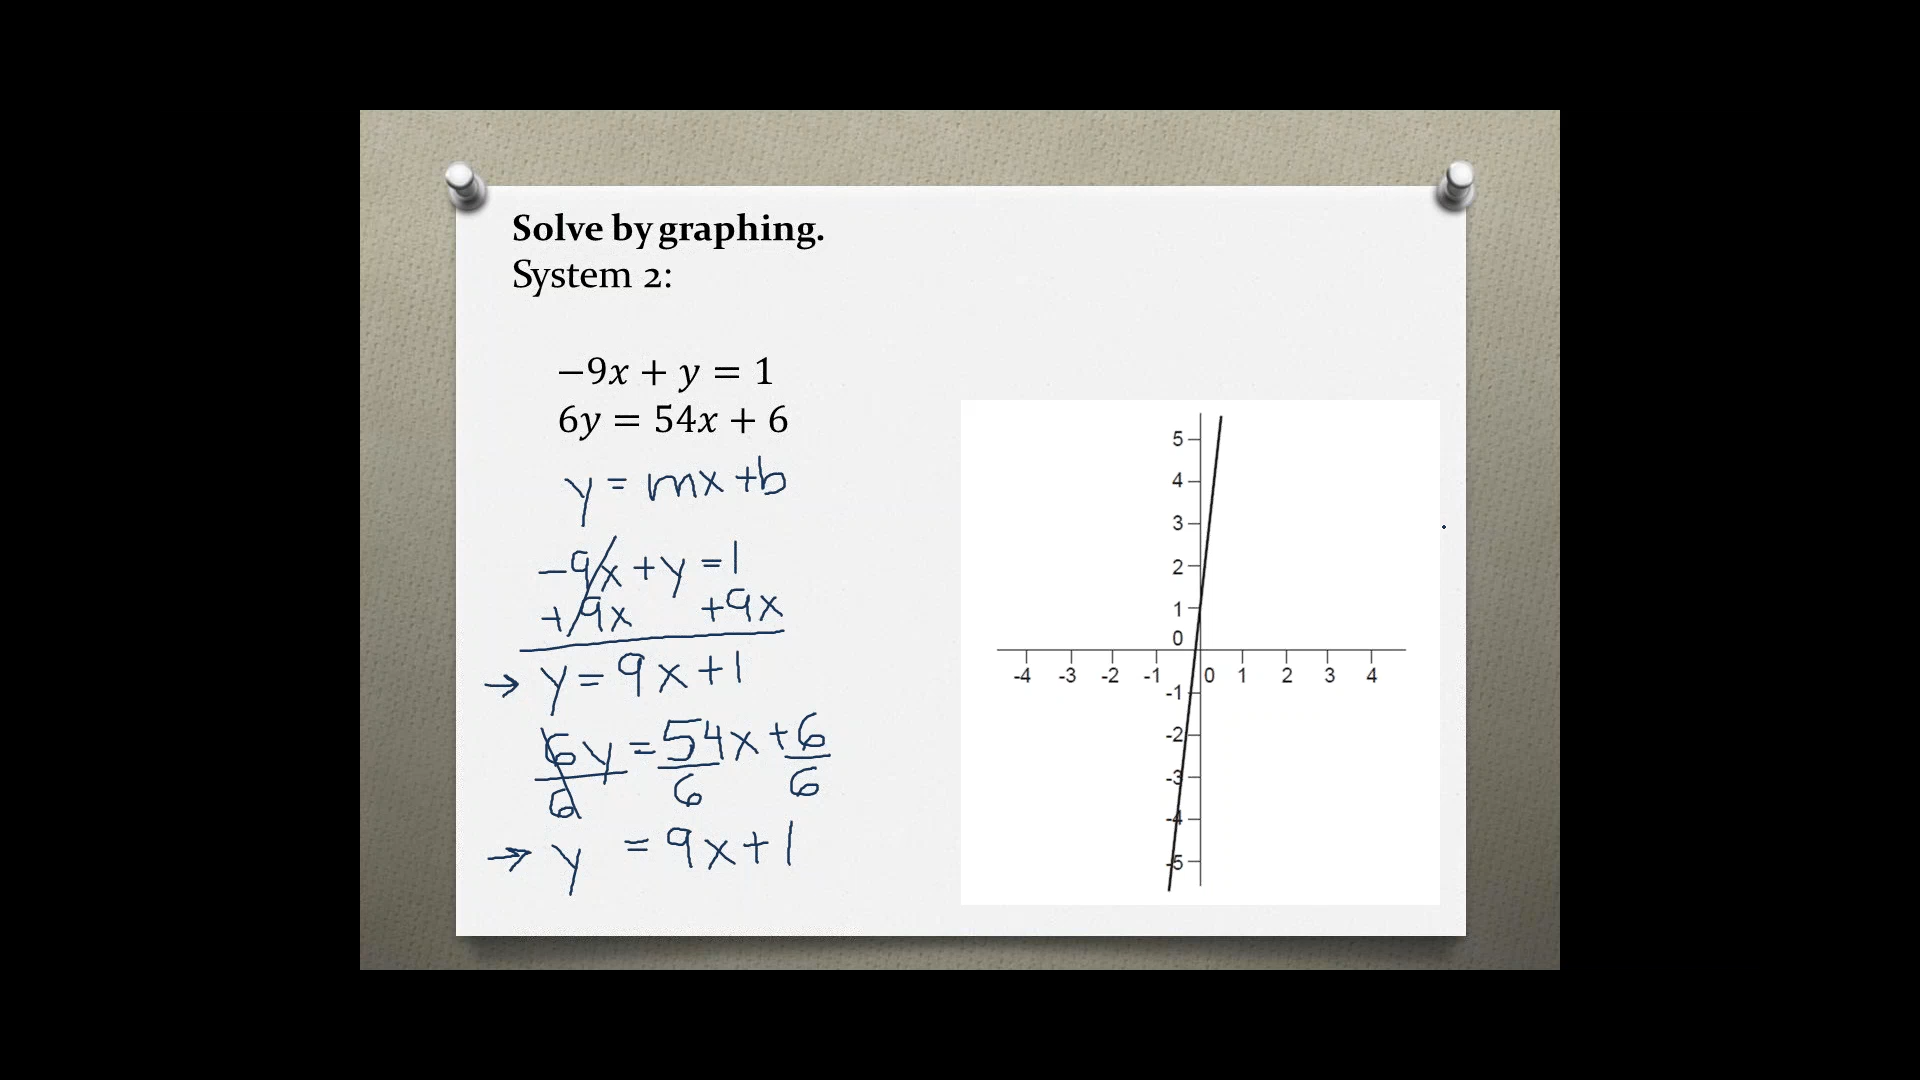 Solve by graphing.
System 2:
−9x + y = 1
6y = 54x + 6
y = mx + b
-9x + y = 1
+9x +9x
→ y = 9x + 1
6y = 54x + 6
6 6 6
→ y = 9x + 1
5
4
3
2
1
0
-4 -3 -2 -1 0 1 2 3 4
-1
-2
-3
-4
-5